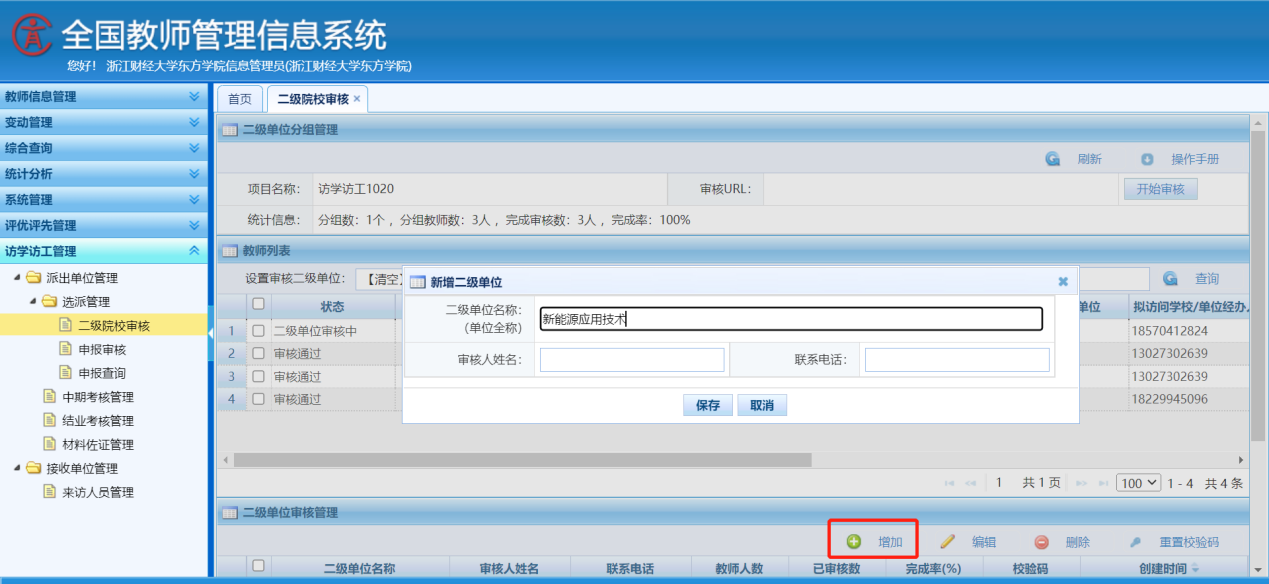 全国教师管理信息系统
您好! 浙江财经大学东方学院信息管理员(浙江财经大学东方学院)
教师信息管理
变动管理
综合查询
统计分析
系统管理
评优评先管理
访学访工管理
派出单位管理
选派管理
二级院校审核
申报审核
申报查询
中期考核管理
结业考核管理
材料佐证管理
接收单位管理
来访人员管理
首页 二级院校审核 ×
二级单位分组管理
刷新 操作手册
项目名称: 访学访工1020 审核URL: 开始审核
统计信息: 分组数: 1个 , 分组教师数: 3人 , 完成审核数: 3人 , 完成率: 100%
教师列表
设置审核二级单位: 【清空】 查询
状态 单位 拟访问学校/单位经办人
1 二级单位审核中 18570412824
2 审核通过 13027302639
3 审核通过 13027302639
4 审核通过 18229945096
新增二级单位
二级单位名称:
(单位全称)
新能源应用技术
审核人姓名: 联系电话:
保存 取消
1 共 1 页 100 1 - 4 共 4 条
二级单位审核管理
增加 编辑 删除 重置校验码
二级单位名称 审核人姓名 联系电话 教师人数 已审核数 完成率(%) 校验码 创建时间